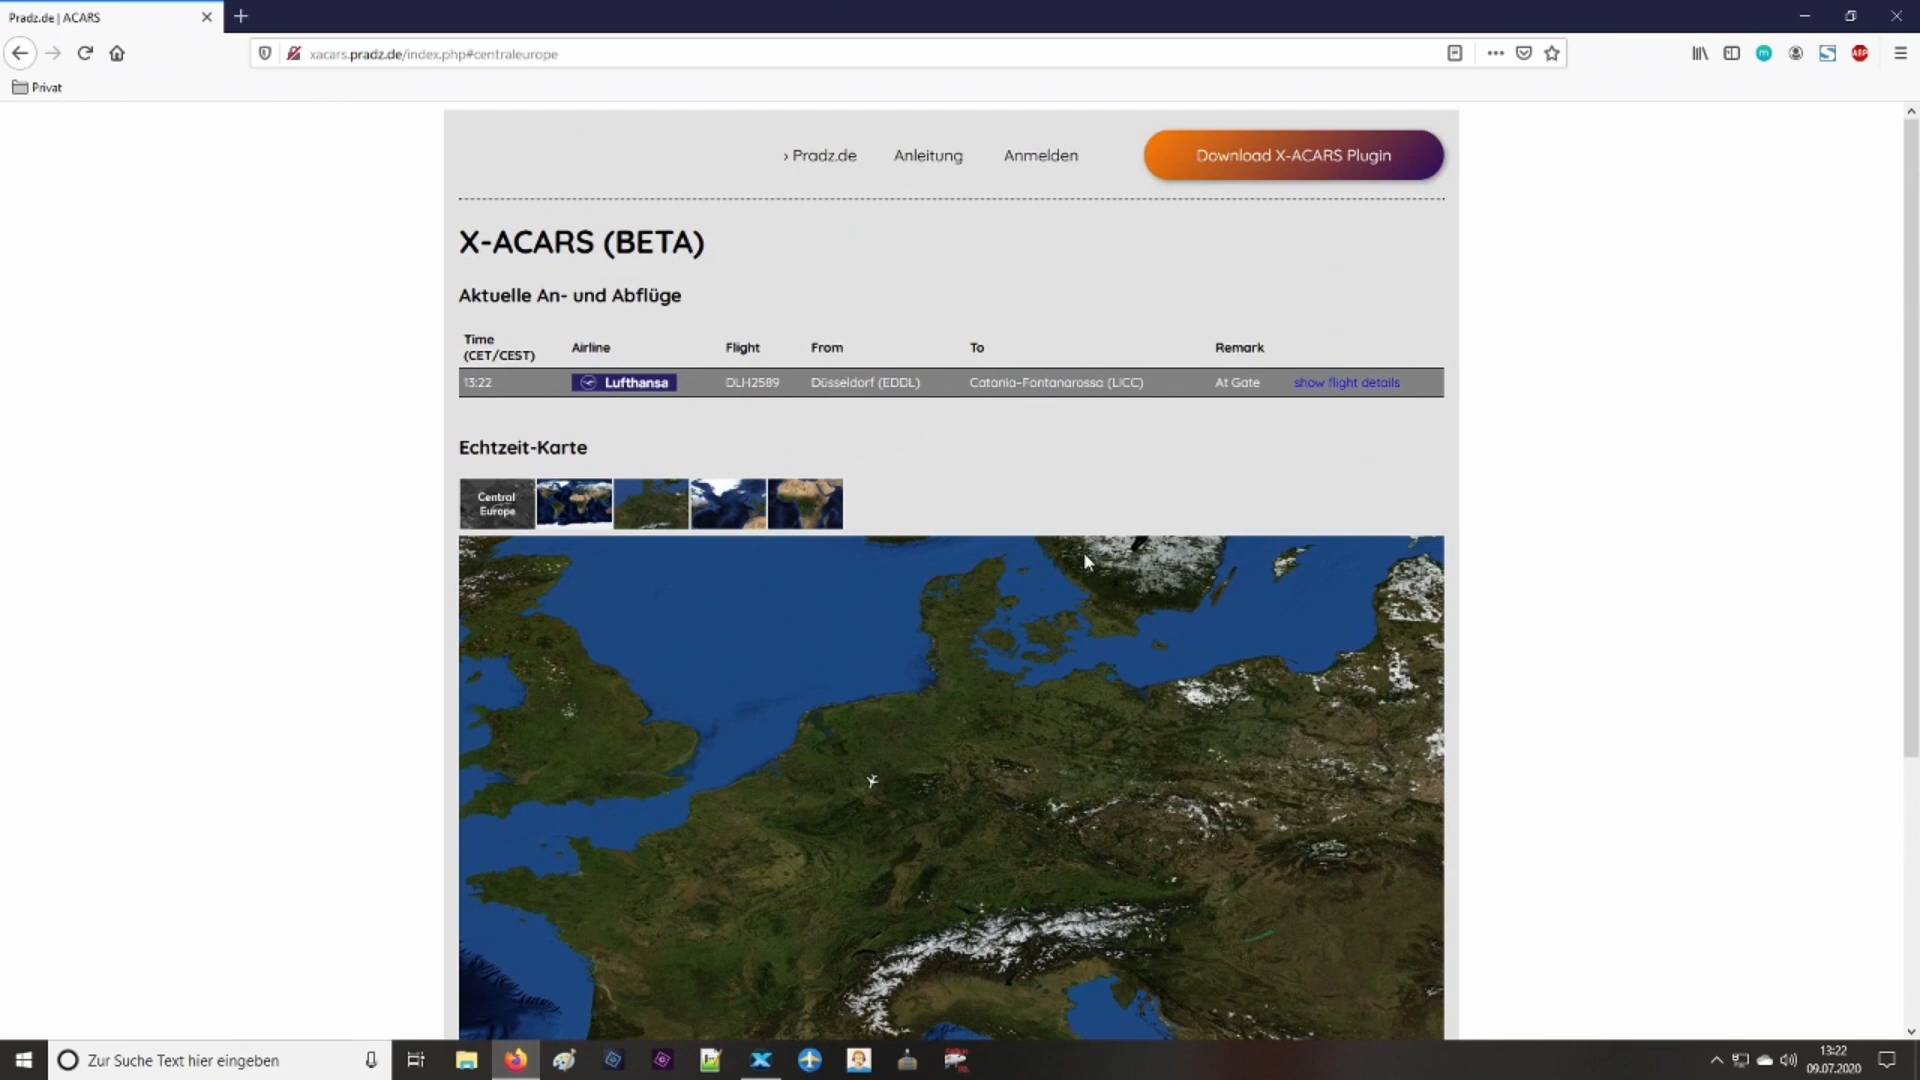 Pradz.de | ACARS
xacars.pradz.de/index.php#centraleurope
Privat
› Pradz.de Anleitung Anmelden Download X-ACARS Plugin
X-ACARS (BETA)
Aktuelle An- und Abflüge
Time (CET/CEST) Airline Flight From To Remark
13:22 Lufthansa DLH2589 Düsseldorf (EDDL) Catania-Fontanarossa (LICC) At Gate show flight details
Echtzeit-Karte
Central
Europe
Zur Suche Text hier eingeben
13:22
09.07.2020